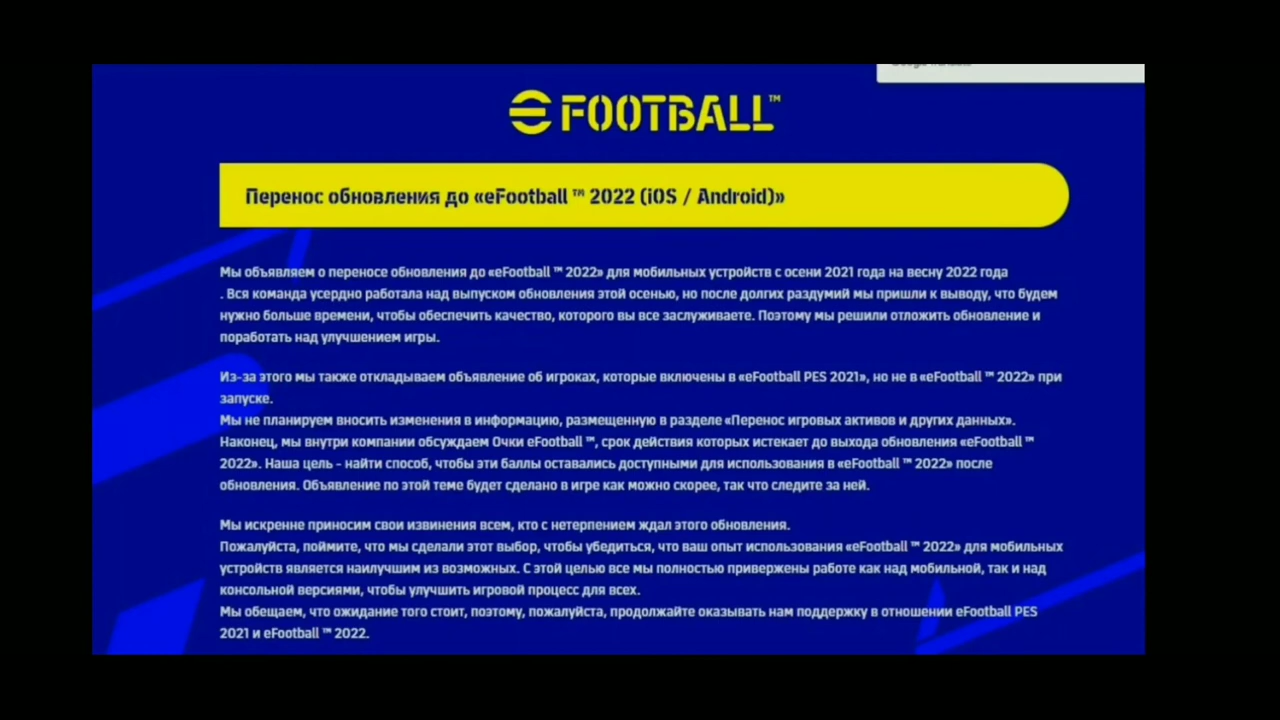 FOOTBALL™
Перенос обновления до «eFootball ™ 2022 (iOS / Android)»
Мы объявляем о переносе обновления до «eFootball ™ 2022» для мобильных устройств с осени 2021 года на весну 2022 года
. Вся команда усердно работала над выпуском обновления этой осенью, но после долгих раздумий мы пришли к выводу, что будем
нужно больше времени, чтобы обеспечить качество, которого вы все заслуживаете. Поэтому мы решили отложить обновление и
поработать над улучшением игры.
Из-за этого мы также откладываем объявление об игроках, которые включены в «eFootball PES 2021», но не в «eFootball ™ 2022» при
запуске.
Мы не планируем вносить изменения в информацию, размещенную в разделе «Перенос игровых активов и других данных».
Наконец, мы внутри компании обсуждаем Очки eFootball ™, срок действия которых истекает до выхода обновления «eFootball ™
2022». Наша цель - найти способ, чтобы эти баллы оставались доступными для использования в «eFootball ™ 2022» после
обновления. Объявление по этой теме будет сделано в игре как можно скорее, так что следите за ней.
Мы искренне приносим свои извинения всем, кто с нетерпением ждал этого обновления.
Пожалуйста, поймите, что мы сделали этот выбор, чтобы убедиться, что ваш опыт использования «eFootball ™ 2022» для мобильных
устройств является наилучшим из возможных. С этой целью все мы полностью привержены работе как над мобильной, так и над
консольной версиями, чтобы улучшить игровой процесс для всех.
Мы обещаем, что ожидание того стоит, поэтому, пожалуйста, продолжайте оказывать нам поддержку в отношении eFootball PES
2021 и eFootball ™ 2022.